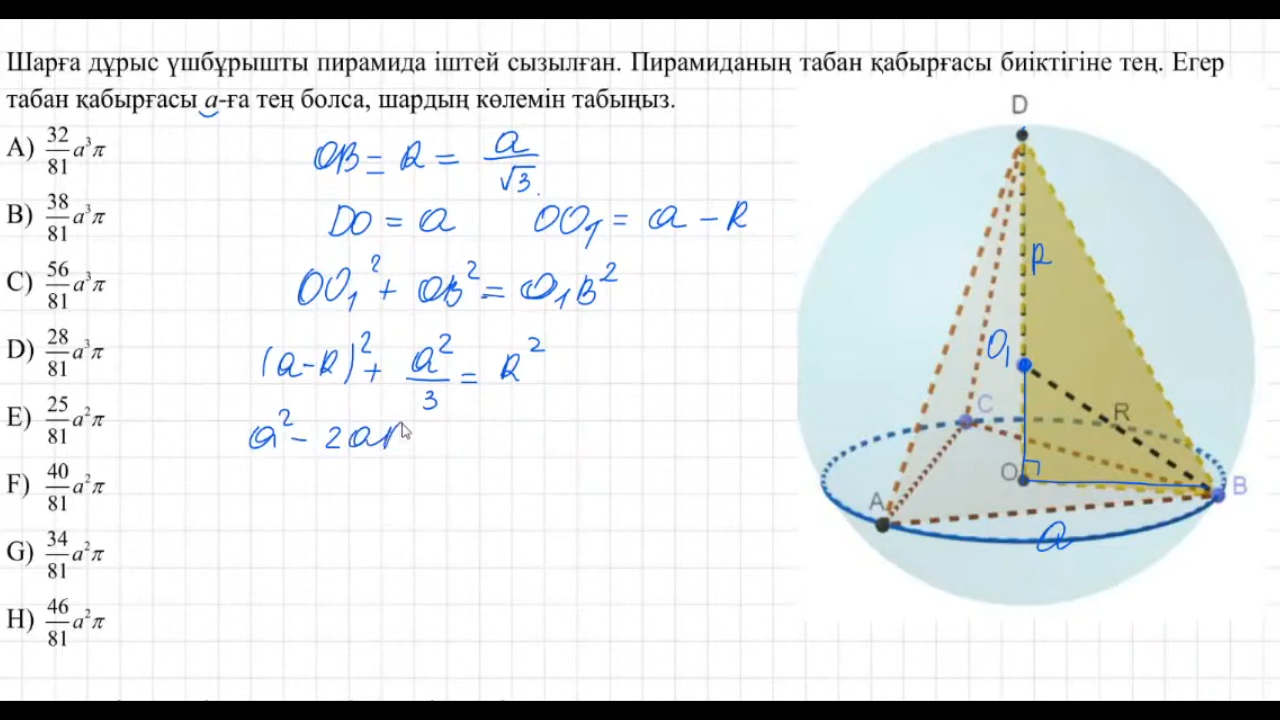 Шарға дұрыс үшбұрышты пирамида іштей сызылған. Пирамиданың табан қабырғасы биіктігіне тең. Егер
табан қабырғасы a-ға тең болса, шардың көлемін табыңыз.
A) 32/81 a³π
B) 38/81 a³π
C) 56/81 a³π
D) 28/81 a³π
E) 25/81 a²π
F) 40/81 a²π
G) 34/81 a²π
H) 46/81 a²π
OB = R = a/√3
DO = a OO₁ = a - R
OO₁² + OB² = O₁B²
(a-R)² + a²/3 = R²
a² - 2a
D
R
O₁
C
R
O
B
A
a